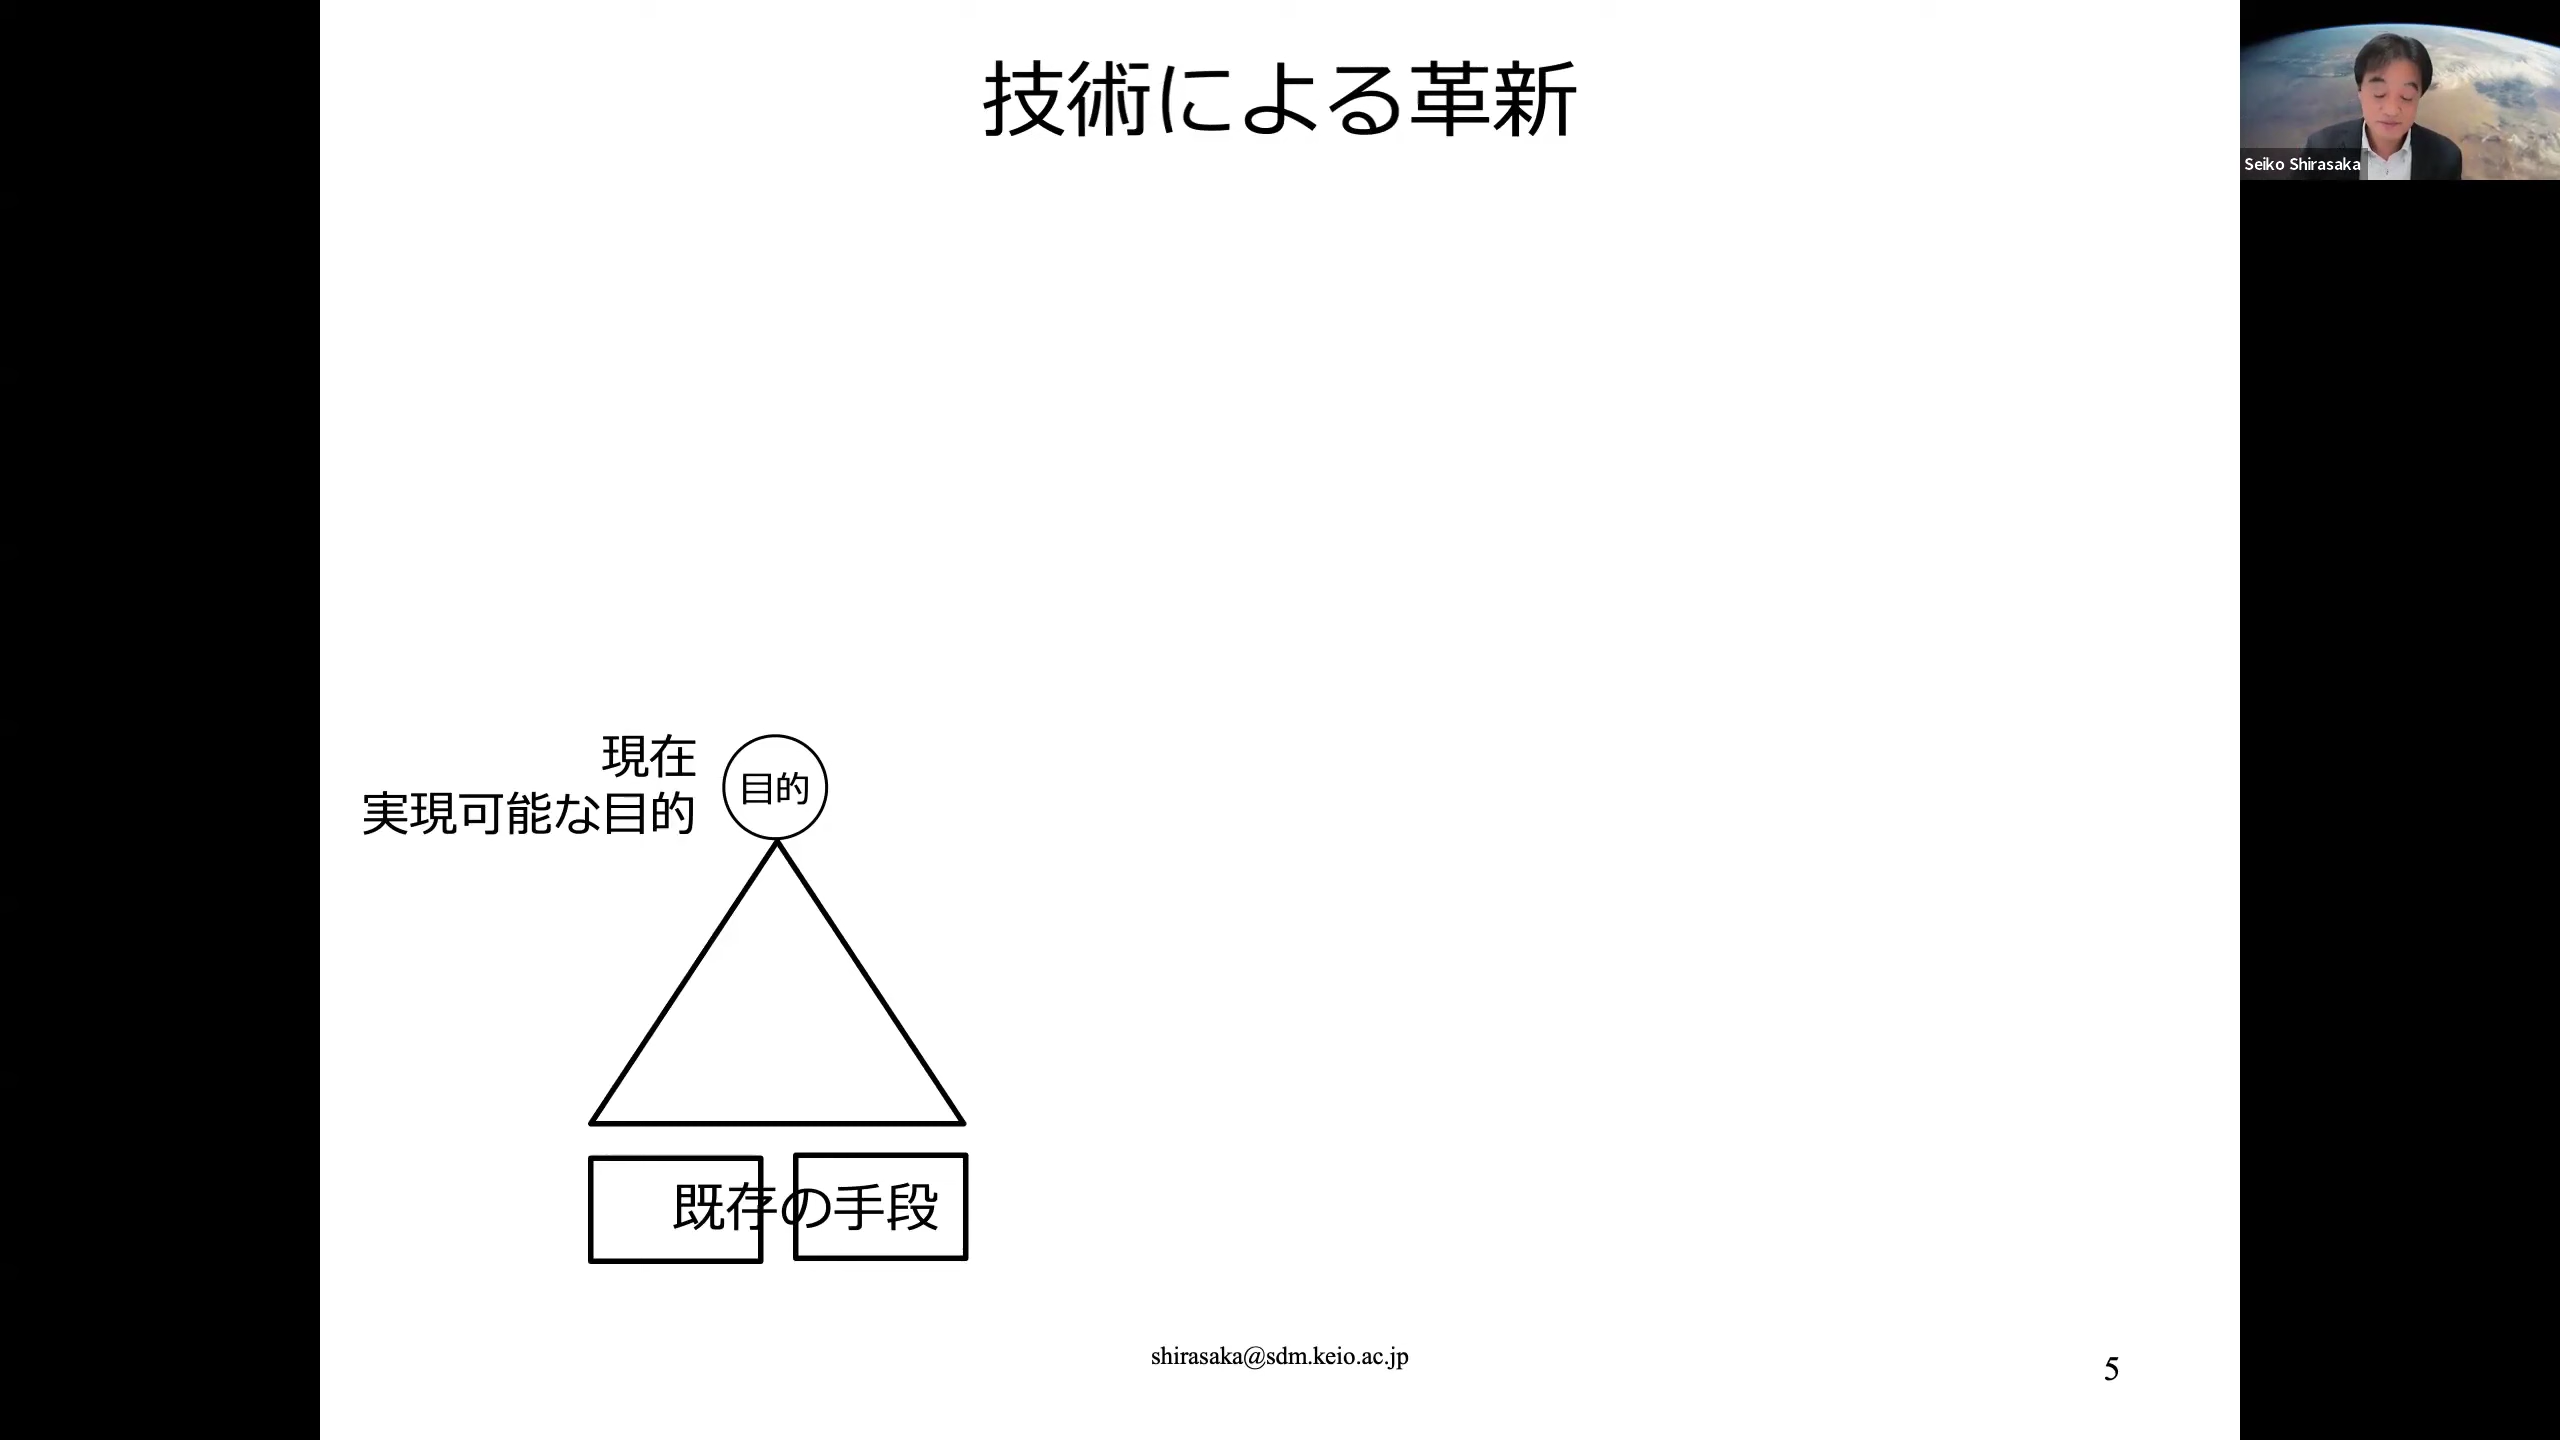 技術による革新
Seiko Shirasaka
現在
実現可能な目的
目的
既存の手段
shirasaka@sdm.keio.ac.jp
5